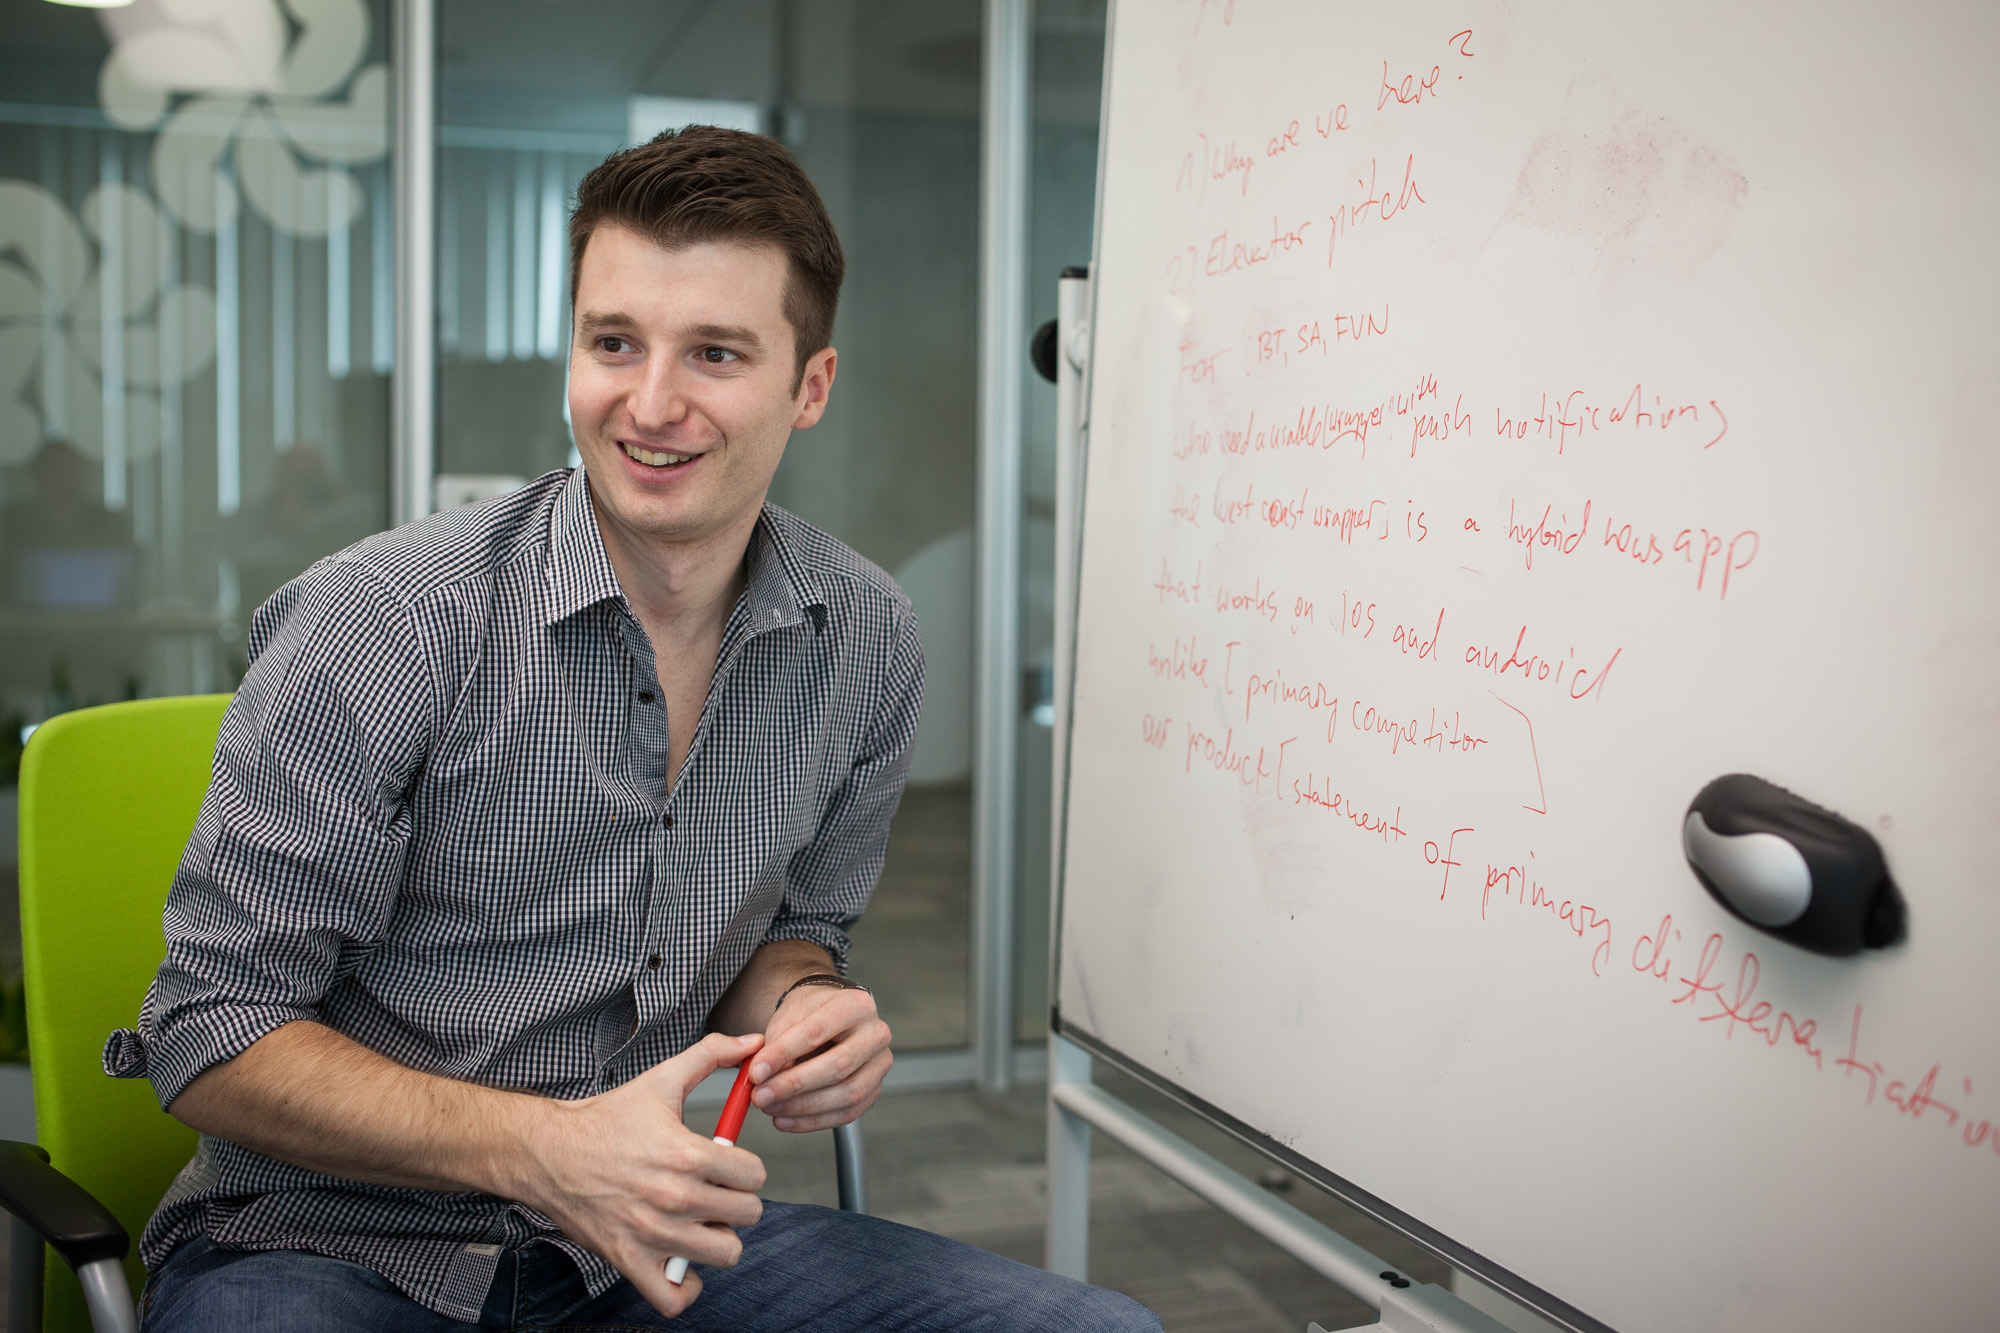 1) Why are we here?
2) Elevator pitch
For BT, SA, FVN
who need a usable [wrapper] with push notifications
the [west coast wrapper] is a hybrid news app
that works on iOS and android
unlike [primary competitor]
our product [statement of primary differentiation